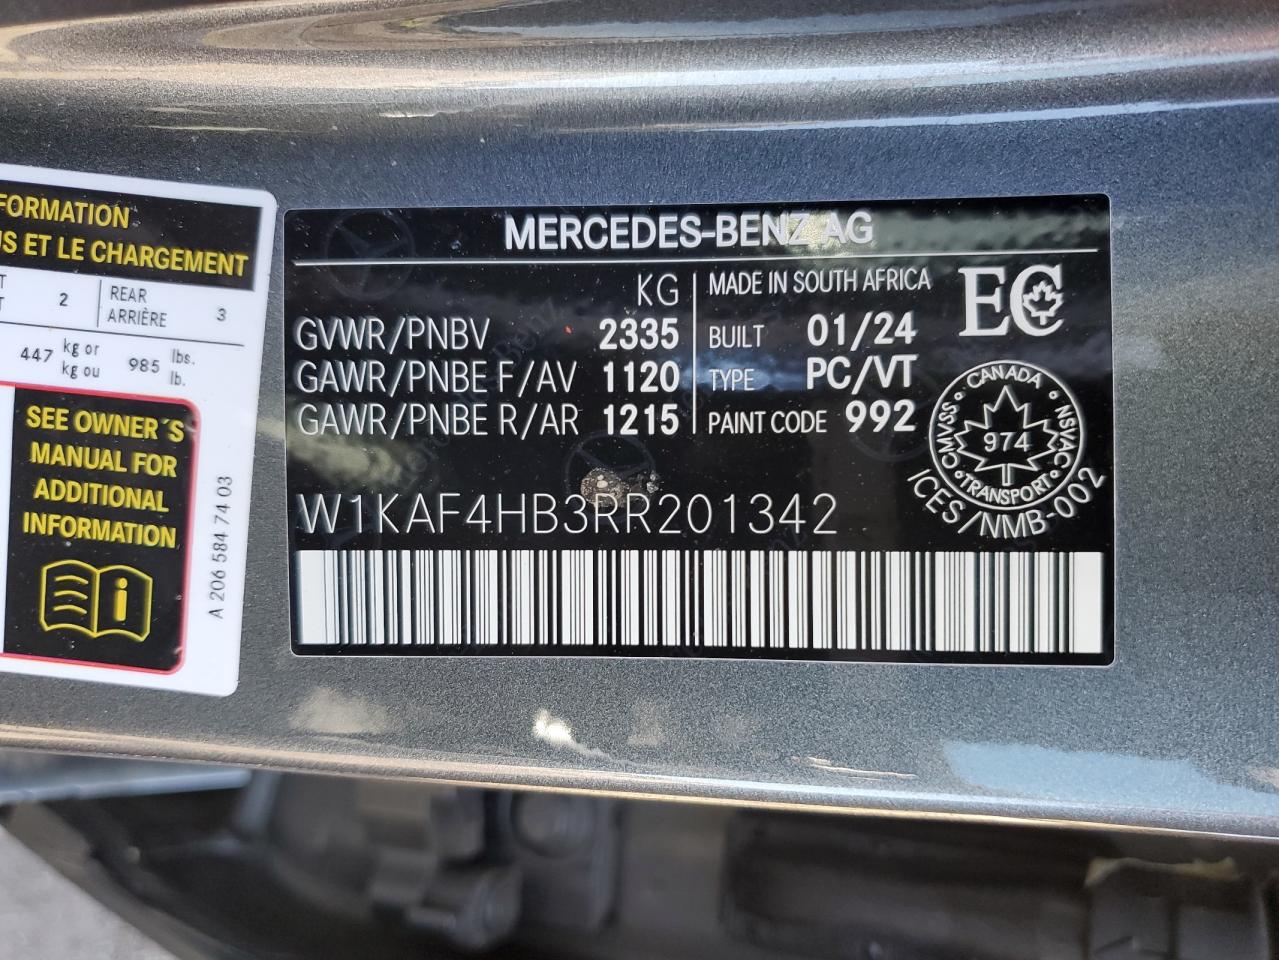 FORMATION
US ET LE CHARGEMENT
2
REAR
ARRIÈRE
3
447 kg or
kg ou
985 lbs.
lb.
SEE OWNER´S
MANUAL FOR
ADDITIONAL
INFORMATION
i
A 206 584 74 03
MERCEDES-BENZ AG
KG
GVWR/PNBV 2335
GAWR/PNBE F/AV 1120
GAWR/PNBE R/AR 1215
MADE IN SOUTH AFRICA
BUILT 01/24
TYPE PC/VT
PAINT CODE 992
EC
CANADA
974
TRANSPORT
NSVAC
CMVSS
ICES/NMB-002
W1KAF4HB3RR201342